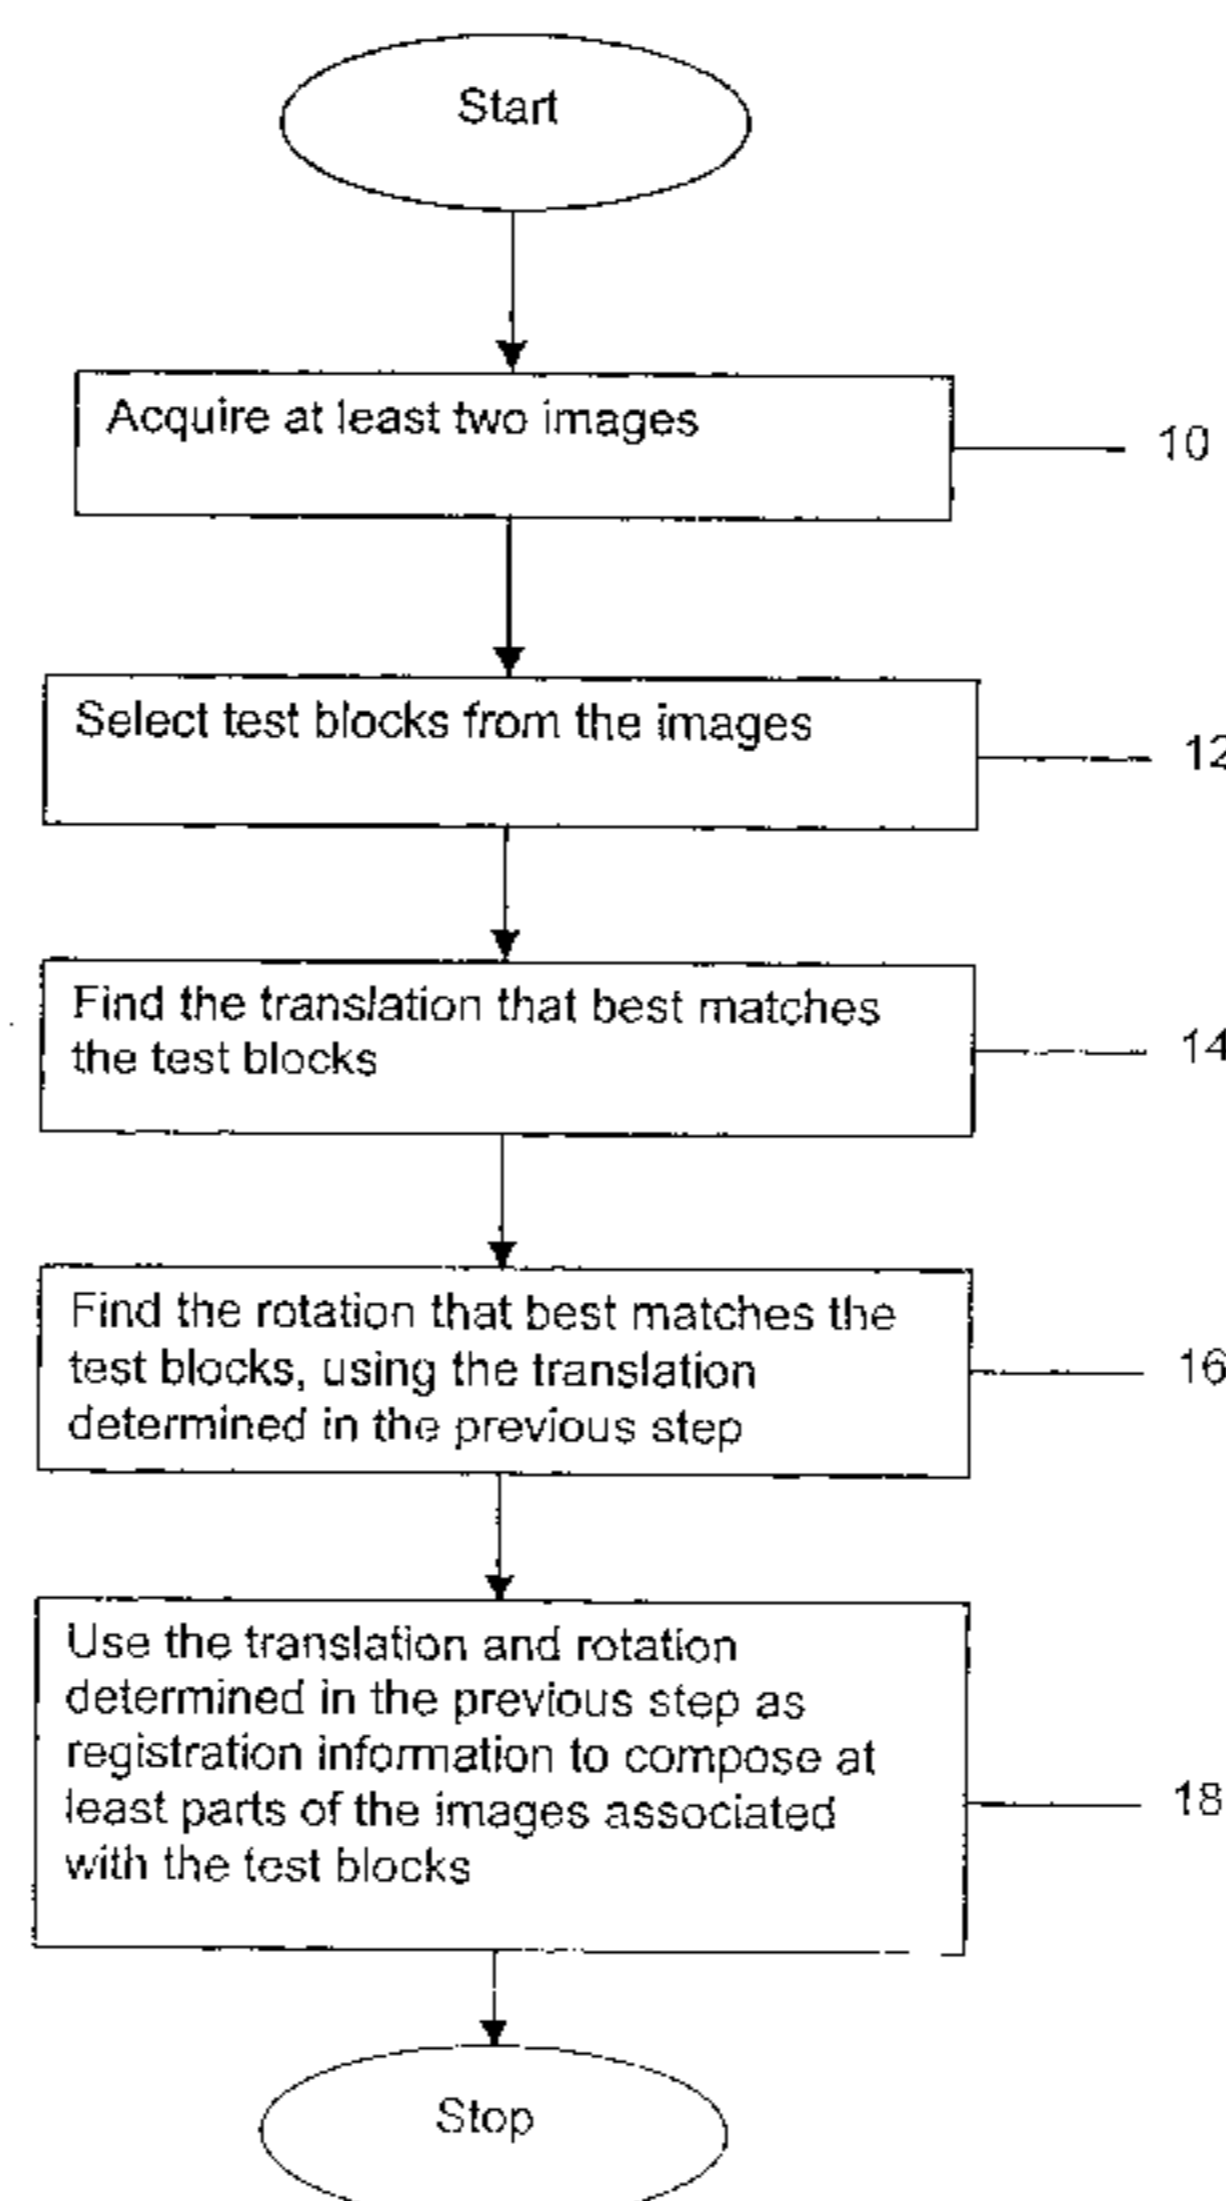 Start
Acquire at least two images
10
Select test blocks from the images
12
Find the translation that best matches
the test blocks
14
Find the rotation that best matches the
test blocks, using the translation
determined in the previous step
16
Use the translation and rotation
determined in the previous step as
registration information to compose at
least parts of the images associated
with the test blocks
18
Stop